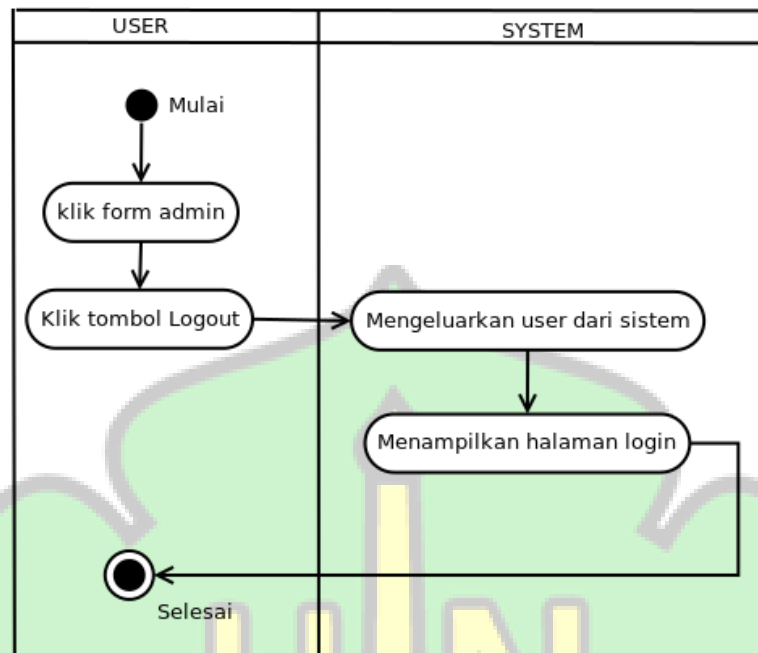 USER
SYSTEM
Mulai
klik form admin
Klik tombol Logout
Mengeluarkan user dari sistem
Menampilkan halaman login
Selesai